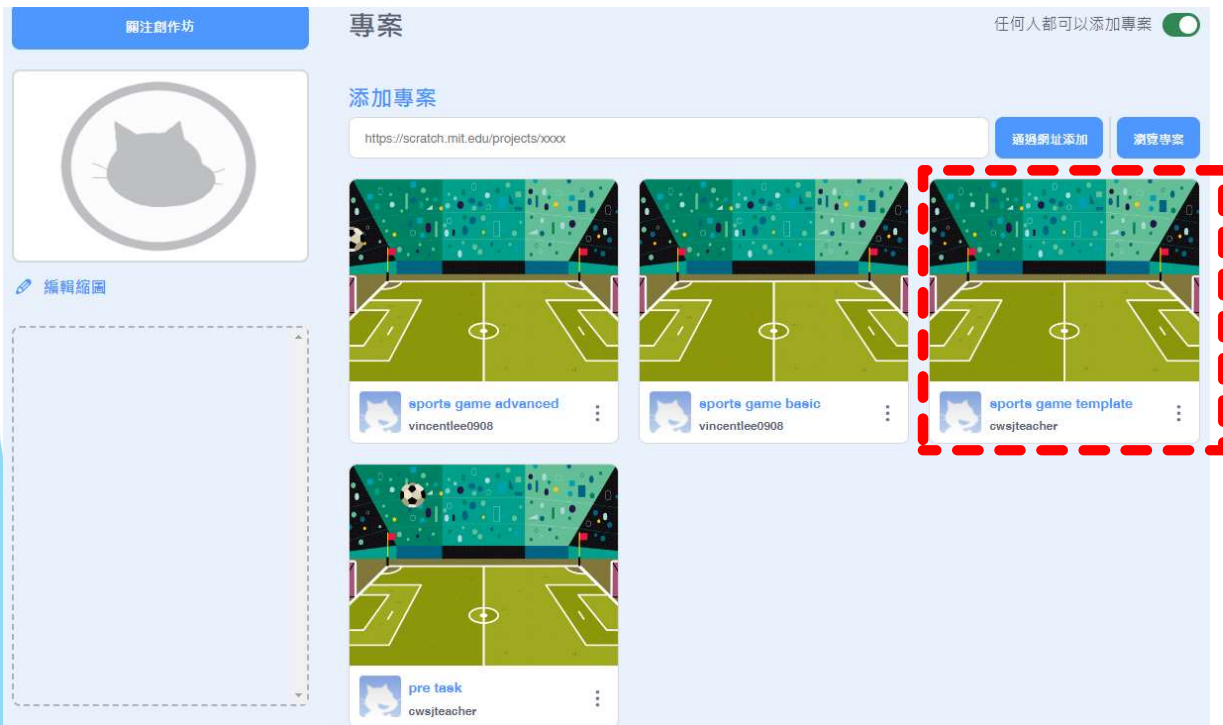 關注創作坊
專案
任何人都可以添加專案
編輯縮圖
添加專案
https://scratch.mit.edu/projects/xxxx
通過網址添加
瀏覽專案
sports game advanced
vincentlee0908
sports game basic
vincentlee0908
sports game template
cwsjteacher
pre task
cwsjteacher